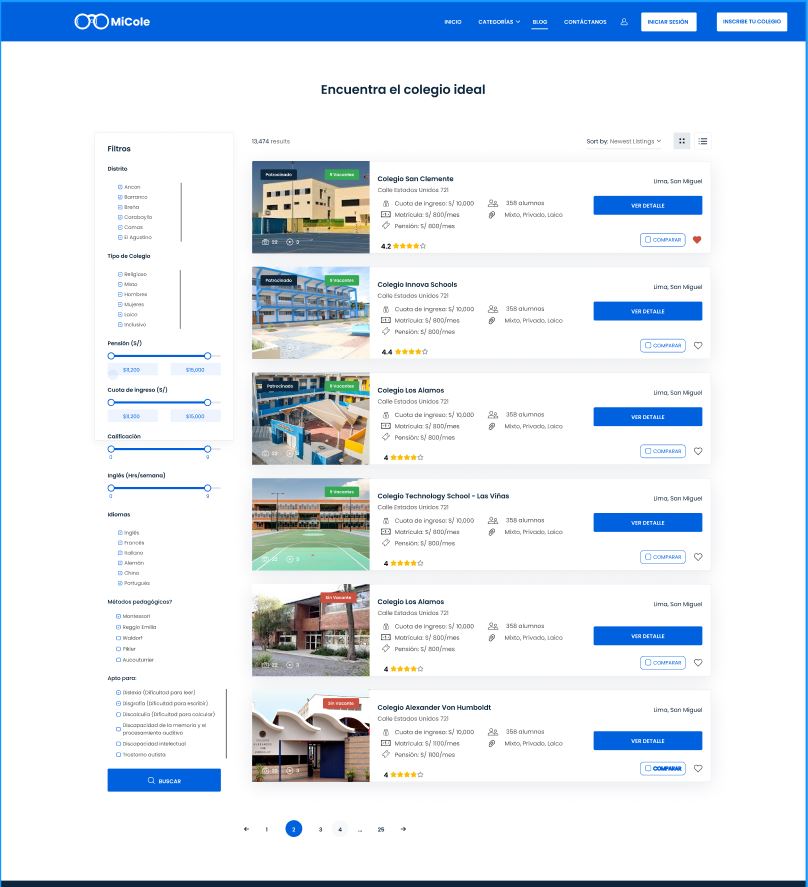 MiCole
INICIO
CATEGORÍAS
BLOG
CONTÁCTANOS
INICIAR SESIÓN
INSCRIBE TU COLEGIO
Encuentra el colegio ideal
Filtros
Distrito
Ancon
Barranco
Breña
Carabayllo
Comas
El Agustino
Tipo de Colegio
Religioso
Mixto
Hombres
Mujeres
Laico
Inclusivo
Pensión (S/)
$11,200
$15,000
Cuota de ingreso (S/)
$11,200
$15,000
Calificación
0
9
Inglés (Hrs/semana)
0
9
Idiomas
Inglés
Francés
Italiano
Alemán
Chino
Portugués
Métodos pedagógicos?
Montessori
Reggio Emilia
Waldorf
Pikler
Aucouturier
Apto para:
Dislexia (Dificultad para leer)
Disgrafía (Dificultad para escribir)
Discalculia (Dificultad para calcular)
Discapacidad de la memoria y el
procesamiento auditivo
Discapacidad intelectual
Trastorno autista
BUSCAR
13,474 results
Sort by: Newest Listings
Patrocinado
9 Vacantes
22
3
Colegio San Clemente
Calle Estados Unidos 721
Cuota de ingreso: S/ 10,000
358 alumnos
Matrícula: S/ 800/mes
Mixto, Privado, Laico
Pensión: S/ 800/mes
4.2
Lima, San Miguel
VER DETALLE
COMPARAR
Patrocinado
9 Vacantes
Colegio Innova Schools
Calle Estados Unidos 721
Cuota de ingreso: S/ 10,000
358 alumnos
Matrícula: S/ 800/mes
Mixto, Privado, Laico
Pensión: S/ 800/mes
4.4
Lima, San Miguel
VER DETALLE
COMPARAR
Patrocinado
9 Vacantes
22
3
Colegio Los Alamos
Calle Estados Unidos 721
Cuota de ingreso: S/ 10,000
358 alumnos
Matrícula: S/ 800/mes
Mixto, Privado, Laico
Pensión: S/ 800/mes
4
Lima, San Miguel
VER DETALLE
COMPARAR
9 Vacantes
22
3
Colegio Technology School - Las Viñas
Calle Estados Unidos 721
Cuota de ingreso: S/ 10,000
358 alumnos
Matrícula: S/ 800/mes
Mixto, Privado, Laico
Pensión: S/ 800/mes
4
Lima, San Miguel
VER DETALLE
COMPARAR
Sin Vacante
22
3
Colegio Los Alamos
Calle Estados Unidos 721
Cuota de ingreso: S/ 10,000
358 alumnos
Matrícula: S/ 800/mes
Mixto, Privado, Laico
Pensión: S/ 800/mes
4
Lima, San Miguel
VER DETALLE
COMPARAR
Sin Vacante
22
3
Colegio Alexander Von Humboldt
Calle Estados Unidos 721
Cuota de ingreso: S/ 10,000
358 alumnos
Matrícula: S/ 1100/mes
Mixto, Privado, Laico
Pensión: S/ 1100/mes
4
Lima, San Miguel
VER DETALLE
COMPARAR
1
2
3
4
...
25